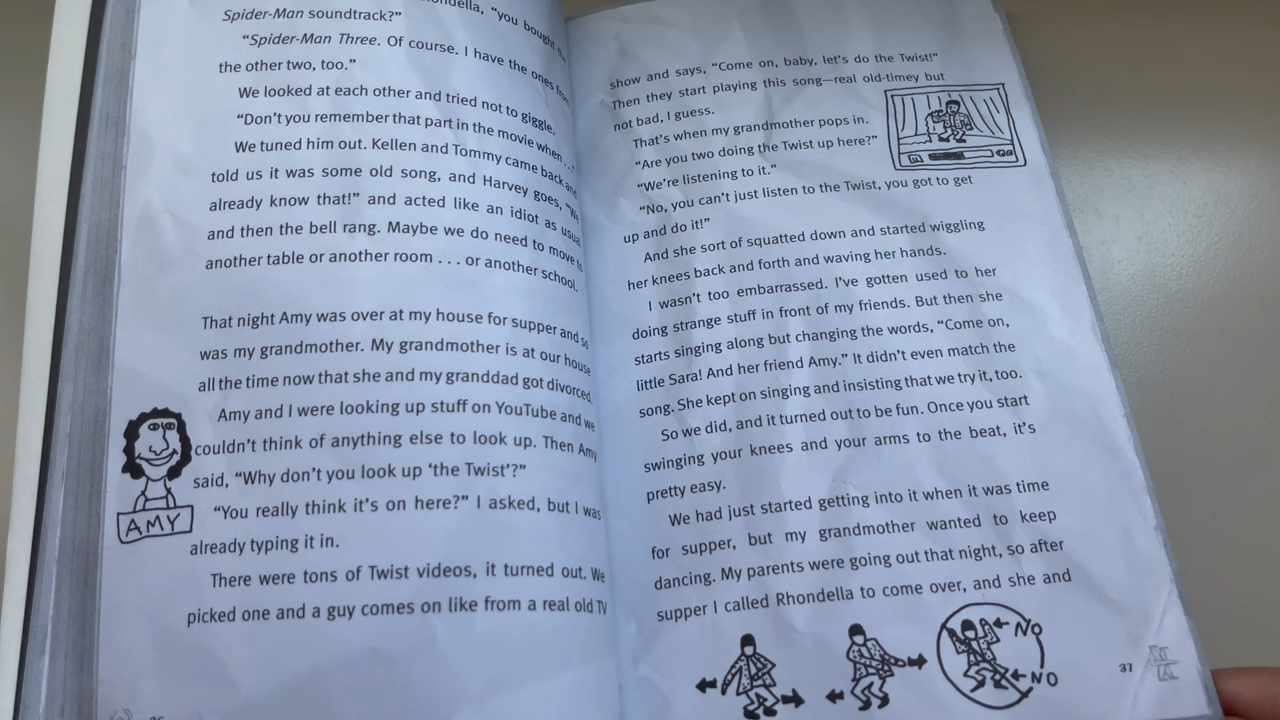 ondella, "you bought the
Spider-Man soundtrack?"
"Spider-Man Three. Of course. I have the ones from
the other two, too."
We looked at each other and tried not to giggle.
"Don't you remember that part in the movie when . . ."
We tuned him out. Kellen and Tommy came back and
told us it was some old song, and Harvey goes, "We
already know that!" and acted like an idiot as usual
and then the bell rang. Maybe we do need to move to
another table or another room . . . or another school.
That night Amy was over at my house for supper and so
was my grandmother. My grandmother is at our house
all the time now that she and my granddad got divorced.
Amy and I were looking up stuff on YouTube and we
couldn't think of anything else to look up. Then Amy
said, "Why don't you look up 'the Twist'?"
"You really think it's on here?" I asked, but I was
already typing it in.
There were tons of Twist videos, it turned out. We
picked one and a guy comes on like from a real old TV
AMY
show and says, "Come on, baby, let's do the Twist!"
Then they start playing this song—real old-timey but
not bad, I guess.
That's when my grandmother pops in.
"Are you two doing the Twist up here?"
"We're listening to it."
"No, you can't just listen to the Twist, you got to get
up and do it!"
And she sort of squatted down and started wiggling
her knees back and forth and waving her hands.
I wasn't too embarrassed. I've gotten used to her
doing strange stuff in front of my friends. But then she
starts singing along but changing the words, "Come on,
little Sara! And her friend Amy." It didn't even match the
song. She kept on singing and insisting that we try it, too.
So we did, and it turned out to be fun. Once you start
swinging your knees and your arms to the beat, it's
pretty easy.
We had just started getting into it when it was time
for supper, but my grandmother wanted to keep
dancing. My parents were going out that night, so after
supper I called Rhondella to come over, and she and
NO
NO
37